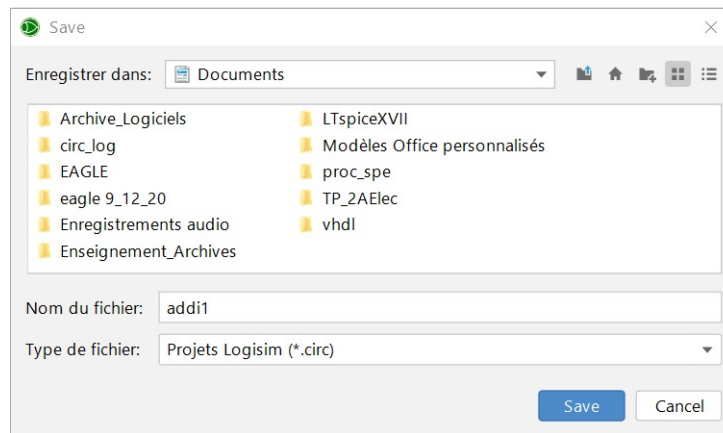 Save
Enregistrer dans: Documents
Archive_Logiciels
circ_log
EAGLE
eagle 9_12_20
Enregistrements audio
Enseignement_Archives
LTspiceXVII
Modèles Office personnalisés
proc_spe
TP_2AElec
vhdl
Nom du fichier: addi1
Type de fichier: Projets Logisim (*.circ)
Save Cancel